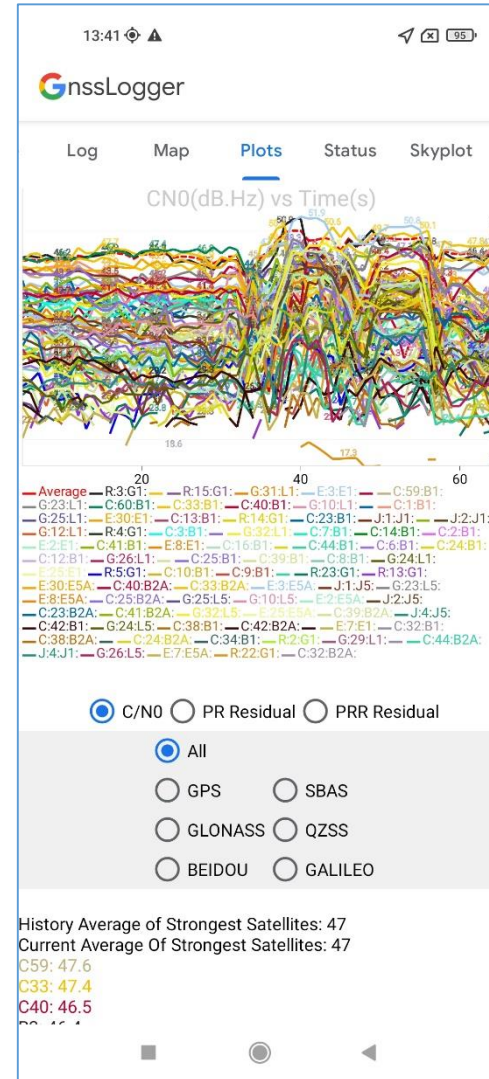 13:41 95
GnssLogger
Log Map Plots Status Skyplot
CN0(dB.Hz) vs Time(s)
50.8 51.9 50.8
18.6
17.3
20 40 60
Average R:3:G1: R:15:G1: G:31:L1: E:3:E1: C:59:B1:
G:23:L1: C:60:B1: C:33:B1: C:40:B1: G:10:L1: C:1:B1:
G:25:L1: E:30:E1: C:13:B1: R:14:G1: C:23:B1: J:1:J1: J:2:J1:
G:12:L1: R:4:G1: C:3:B1: G:32:L1: C:7:B1: C:14:B1: C:2:B1:
E:2:E1: C:41:B1: E:8:E1: C:16:B1: C:44:B1: C:6:B1: C:24:B1:
C:12:B1: G:26:L1: C:25:B1: C:39:B1: C:8:B1: G:24:L1:
R:5:G1: C:10:B1: C:9:B1: R:23:G1: R:13:G1:
E:30:E5A: C:40:B2A: C:33:B2A: E:3:E5A: J:1:J5: G:23:L5:
E:8:E5A: C:25:B2A: G:25:L5: G:10:L5: E:2:E5A: J:2:J5:
C:23:B2A: C:41:B2A: G:32:L5: E:25:E5A: C:39:B2A: J:4:J5:
C:42:B1: G:24:L5: C:38:B1: C:42:B2A: E:7:E1: C:32:B1:
C:38:B2A: C:24:B2A: C:34:B1: R:2:G1: G:29:L1: C:44:B2A:
J:4:J1: G:26:L5: E:7:E5A: R:22:G1: C:32:B2A:
C/N0 PR Residual PRR Residual
All
GPS SBAS
GLONASS QZSS
BEIDOU GALILEO
History Average of Strongest Satellites: 47
Current Average Of Strongest Satellites: 47
C59: 47.6
C33: 47.4
C40: 46.5